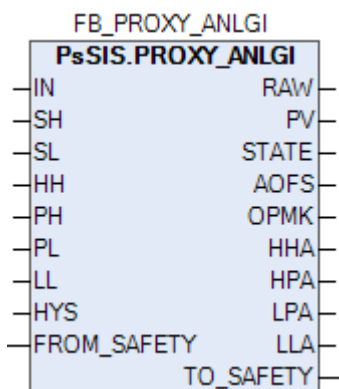 FB_PROXY_ANLGI
PsSIS.PROXY_ANLGI
IN RAW
SH PV
SL STATE
HH AOFS
PH OPMK
PL HHA
LL HPA
HYS LPA
FROM_SAFETY LLA
TO_SAFETY